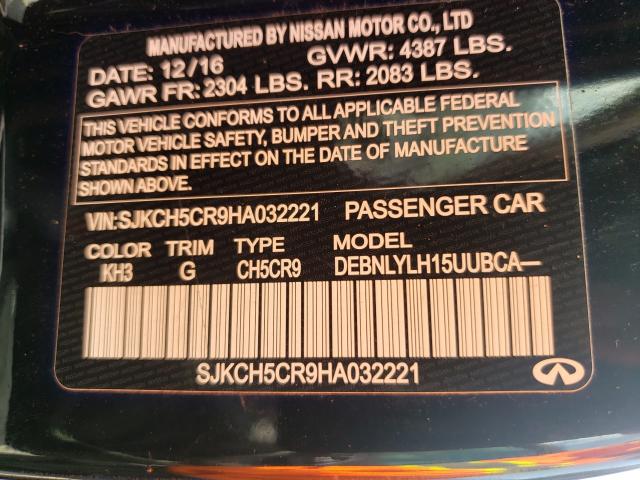 MANUFACTURED BY NISSAN MOTOR CO., LTD
DATE: 12/16 GVWR: 4387 LBS.
GAWR FR: 2304 LBS. RR: 2083 LBS.
THIS VEHICLE CONFORMS TO ALL APPLICABLE FEDERAL
MOTOR VEHICLE SAFETY, BUMPER AND THEFT PREVENTION
STANDARDS IN EFFECT ON THE DATE OF MANUFACTURE
SHOWN ABOVE.
VIN:SJKCH5CR9HA032221 PASSENGER CAR
COLOR TRIM TYPE MODEL
KH3 G CH5CR9 DEBNLYLH15UUBCA—
SJKCH5CR9HA032221